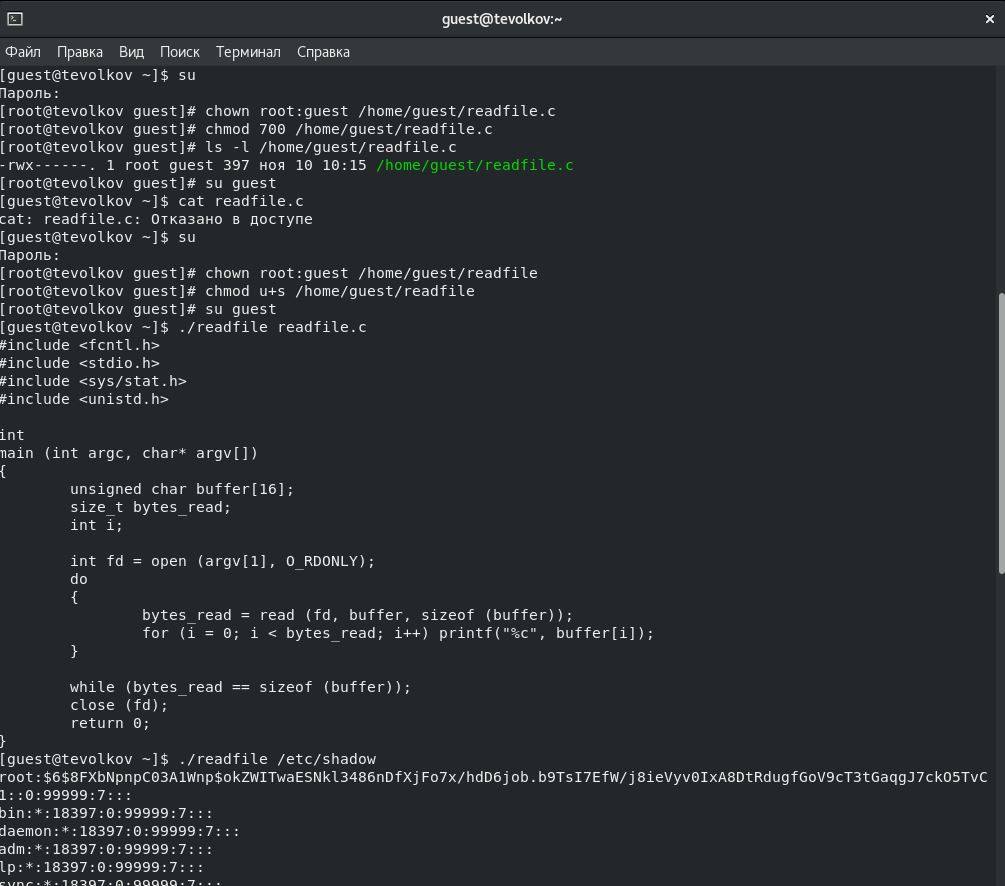 guest@tevolkov:~
Файл Правка Вид Поиск Терминал Справка
[guest@tevolkov ~]$ su
Пароль:
[root@tevolkov guest]# chown root:guest /home/guest/readfile.c
[root@tevolkov guest]# chmod 700 /home/guest/readfile.c
[root@tevolkov guest]# ls -l /home/guest/readfile.c
-rwx------. 1 root guest 397 ноя 10 10:15 /home/guest/readfile.c
[root@tevolkov guest]# su guest
[guest@tevolkov ~]$ cat readfile.c
cat: readfile.c: Отказано в доступе
[guest@tevolkov ~]$ su
Пароль:
[root@tevolkov guest]# chown root:guest /home/guest/readfile
[root@tevolkov guest]# chmod u+s /home/guest/readfile
[root@tevolkov guest]# su guest
[guest@tevolkov ~]$ ./readfile readfile.c
#include <fcntl.h>
#include <stdio.h>
#include <sys/stat.h>
#include <unistd.h>
int
main (int argc, char* argv[])
{
unsigned char buffer[16];
size_t bytes_read;
int i;
int fd = open (argv[1], O_RDONLY);
do
{
bytes_read = read (fd, buffer, sizeof (buffer));
for (i = 0; i < bytes_read; i++) printf("%c", buffer[i]);
}
while (bytes_read == sizeof (buffer));
close (fd);
return 0;
}
[guest@tevolkov ~]$ ./readfile /etc/shadow
root:$6$8FXbNpnpC03A1Wnp$okZWITwaESNkl3486nDfXjFo7x/hdD6job.b9TsI7EfW/j8ieVyv0IxA8DtRdugfGoV9cT3tGaqgJ7ckO5TvC
1::0:99999:7:::
bin:*:18397:0:99999:7:::
daemon:*:18397:0:99999:7:::
adm:*:18397:0:99999:7:::
lp:*:18397:0:99999:7:::
sync:*:18397:0:99999:7:::